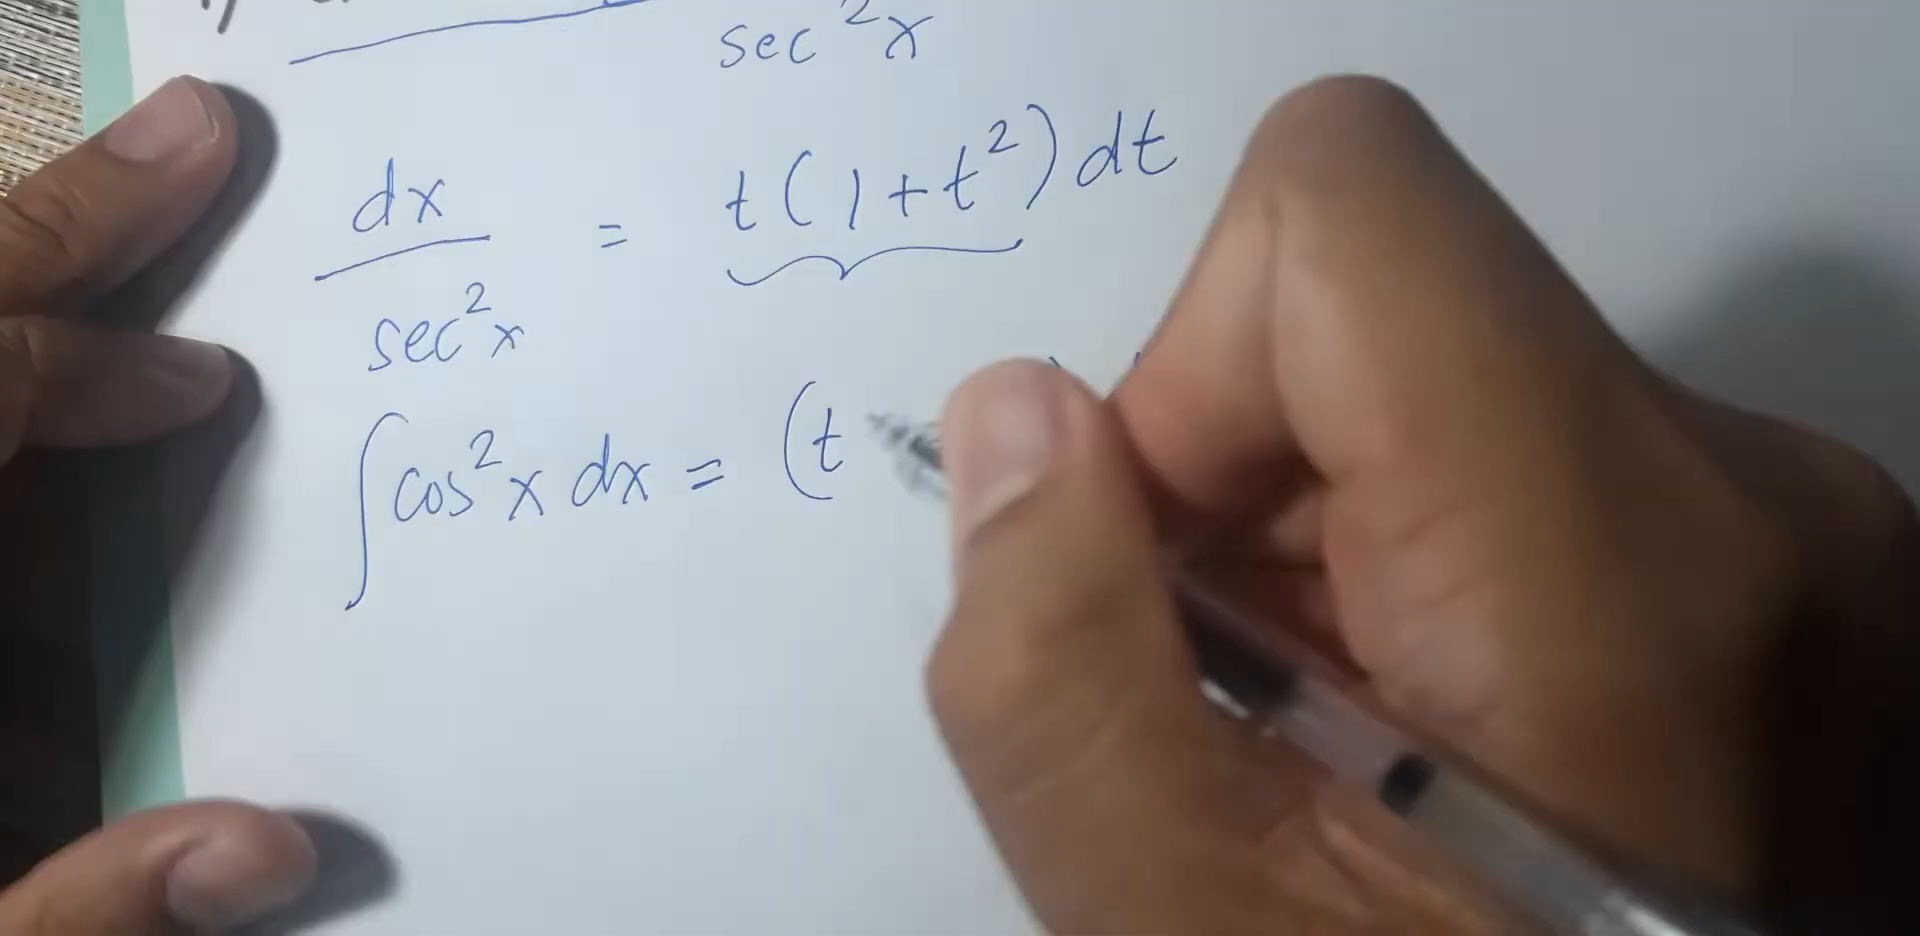 sec²x
dx / sec²x = t(1+t²)dt
∫cos²x dx = (t